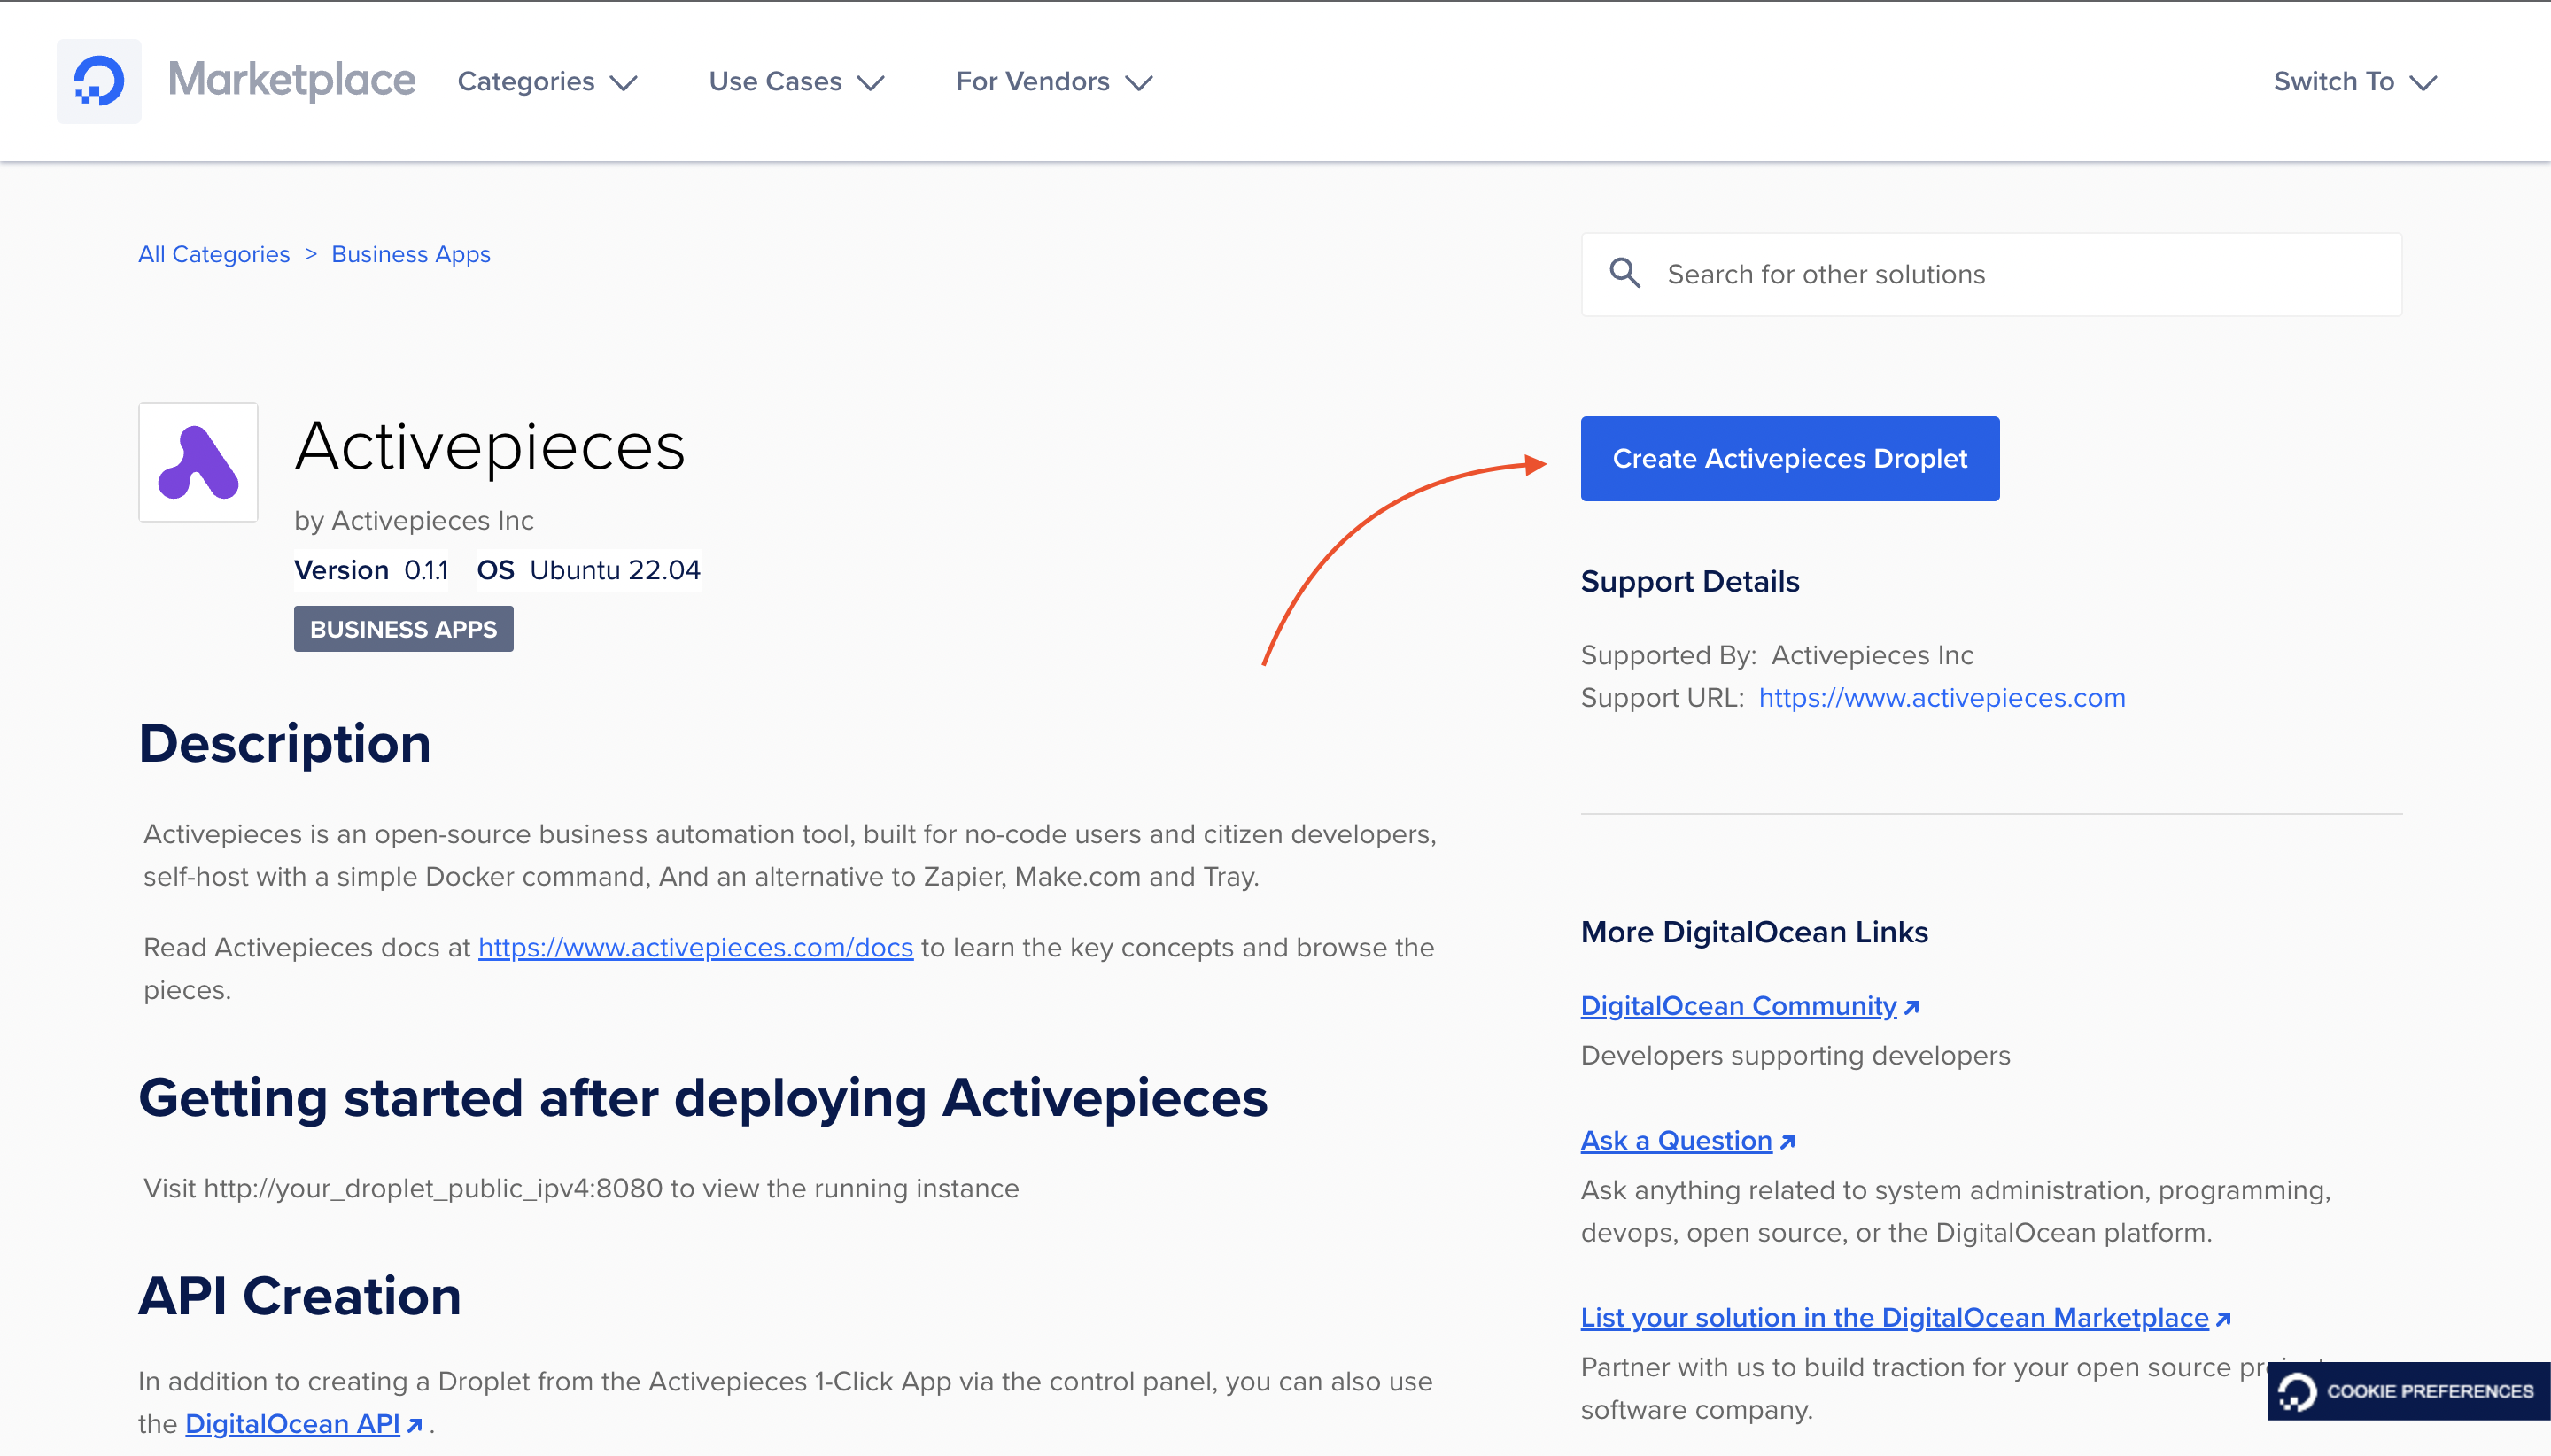 Marketplace Categories Use Cases For Vendors Switch To
All Categories > Business Apps
Search for other solutions
Activepieces
by Activepieces Inc
Version 0.1.1 OS Ubuntu 22.04
BUSINESS APPS
Create Activepieces Droplet
Support Details
Supported By: Activepieces Inc
Support URL: https://www.activepieces.com
Description
Activepieces is an open-source business automation tool, built for no-code users and citizen developers,
self-host with a simple Docker command, And an alternative to Zapier, Make.com and Tray.
Read Activepieces docs at https://www.activepieces.com/docs to learn the key concepts and browse the
pieces.
Getting started after deploying Activepieces
Visit http://your_droplet_public_ipv4:8080 to view the running instance
API Creation
In addition to creating a Droplet from the Activepieces 1-Click App via the control panel, you can also use
the DigitalOcean API .
More DigitalOcean Links
DigitalOcean Community
Developers supporting developers
Ask a Question
Ask anything related to system administration, programming,
devops, open source, or the DigitalOcean platform.
List your solution in the DigitalOcean Marketplace
Partner with us to build traction for your open source
software company.
COOKIE PREFERENCES